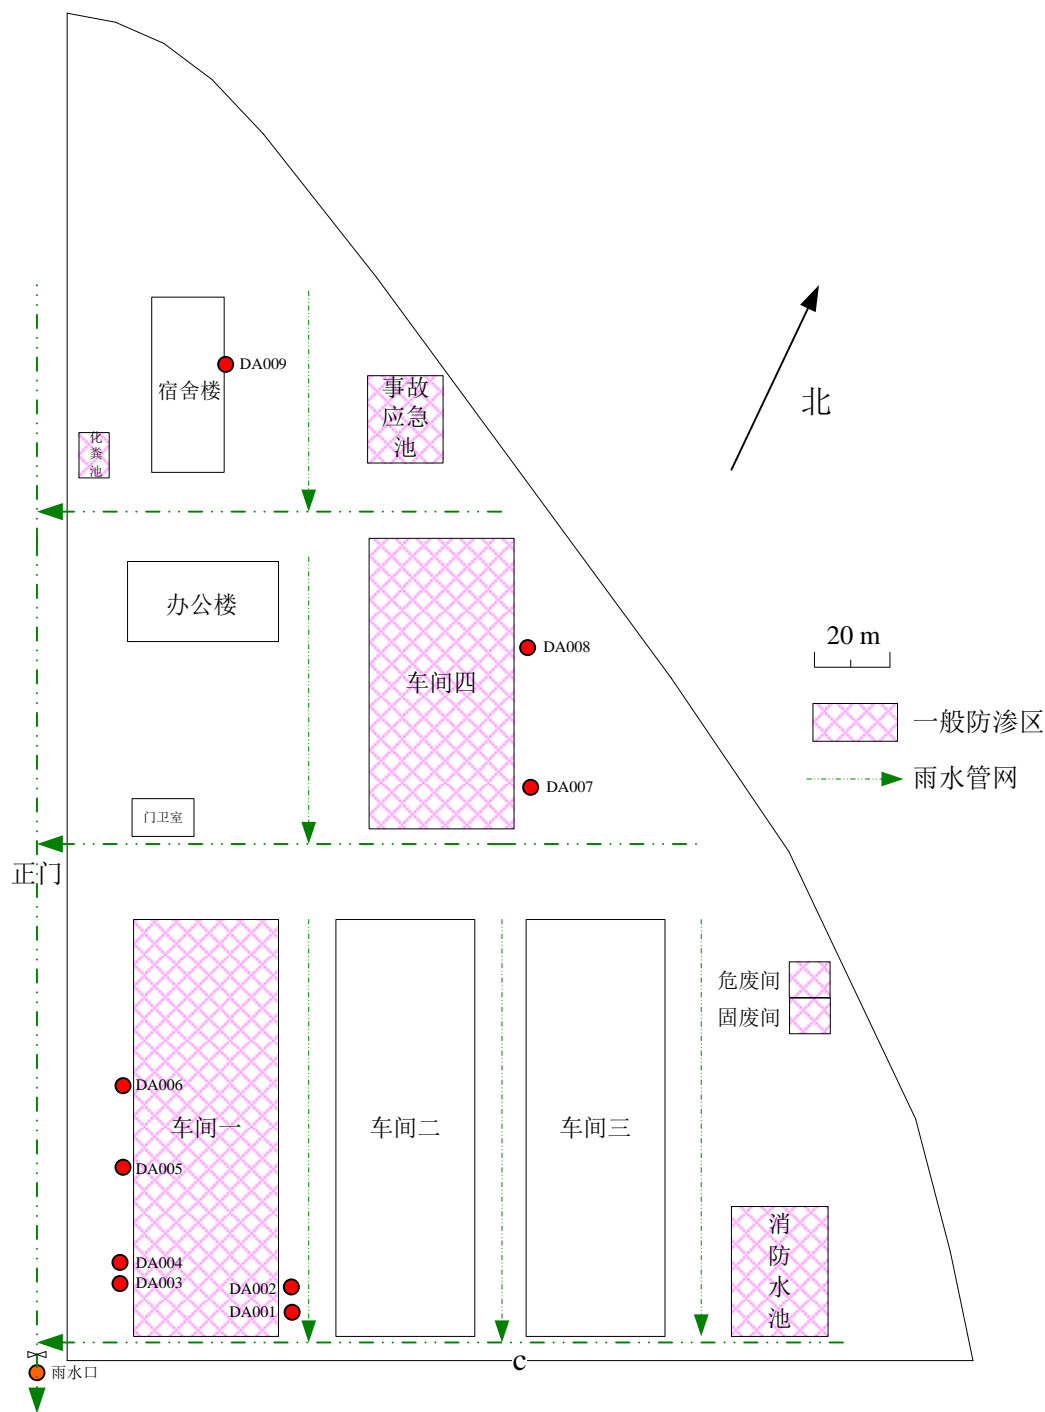 DA009
宿舍楼
事故
应急
池
化
粪
池
北
办公楼
20 m
DA008
车间四
一般防渗区
DA007
雨水管网
门卫室
正门
危废间
固废间
DA006
车间一
车间二
车间三
DA005
消
防
水
池
DA004
DA003
DA002
DA001
c
雨水口